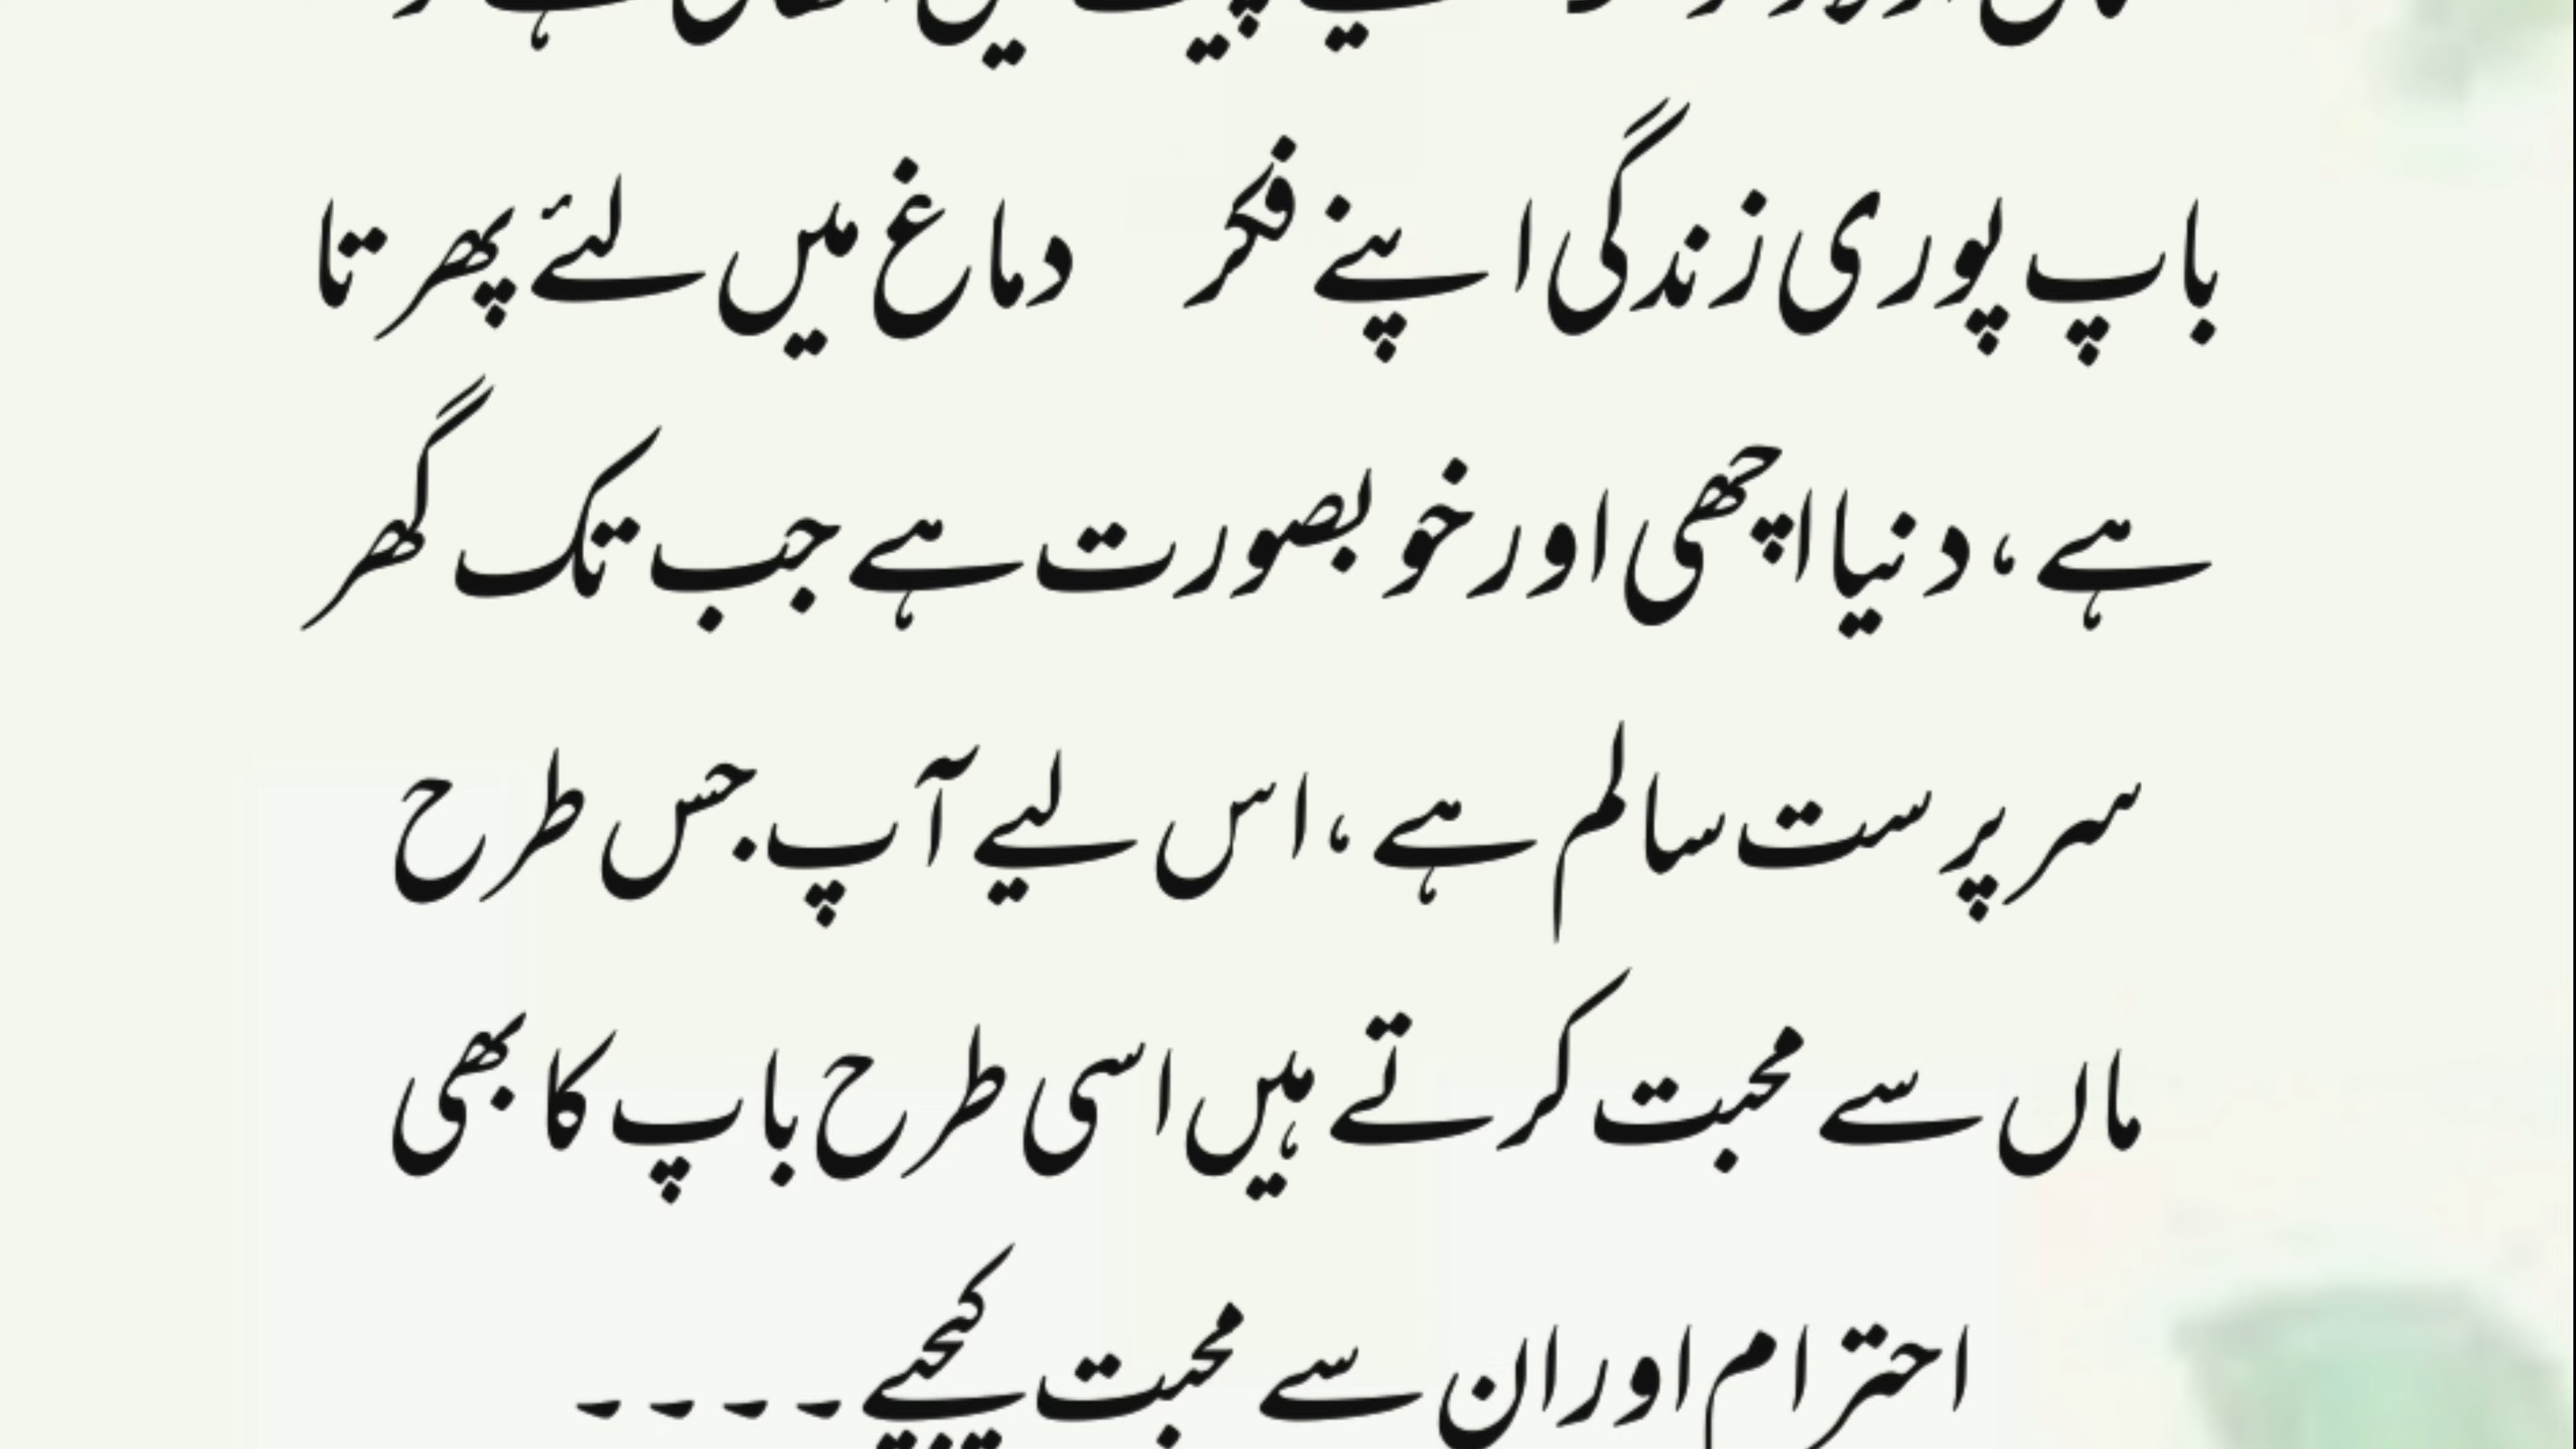 باپ پوری زندگی اپنے فکر دماغ میں لئے پھرتا
ہے، دنیا اچھی اور خوبصورت ہے جب تک گھر
سرپرست سالم ہے، اس لیے آپ جس طرح
ماں سے محبت کرتے ہیں اسی طرح باپ کا بھی
احترام اور ان سے محبت کیجیے۔۔۔۔